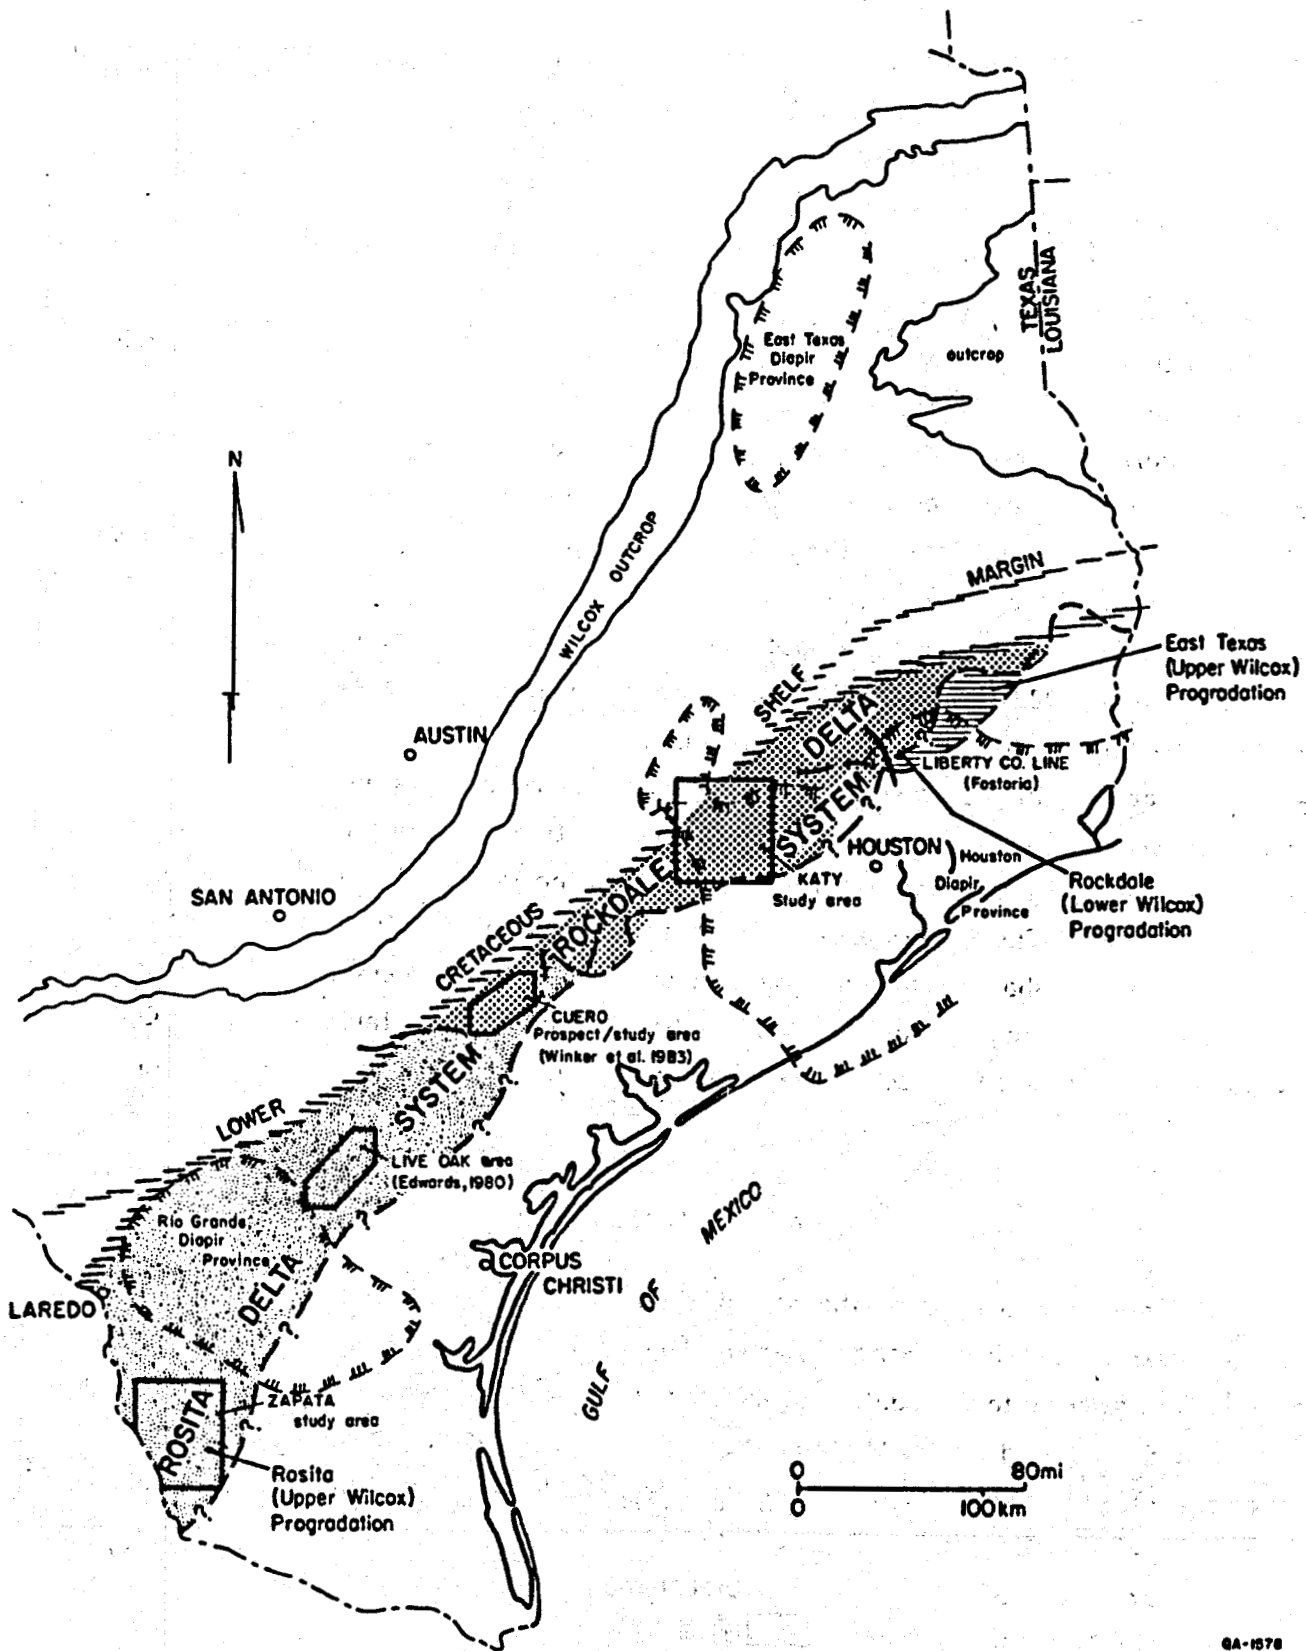 TEXAS
LOUISIANA
outcrop
East Texas
Diapir
Province
N
WILCOX OUTCROP
MARGIN
SHELF
CRETACEOUS
LOWER
East Texas
(Upper Wilcox)
Progradation
AUSTIN
DELTA
SYSTEM
ROCKDALE
?
?
?
LIBERTY CO. LINE
(Fostoria)
HOUSTON
Houston
Diapir
Province
KATY
Study area
Rockdale
(Lower Wilcox)
Progradation
SAN ANTONIO
CUERO
Prospect/study area
(Winker et al. 1983)
SYSTEM
?
?
LIVE OAK area
(Edwards, 1980)
Rio Grande
Diapir
Province
?
DELTA
?
CORPUS
CHRISTI
GULF OF MEXICO
LAREDO
ROSITA
ZAPATA
study area
?
?
Rosita
(Upper Wilcox)
Progradation
0 80mi
0 100km
QA-1578